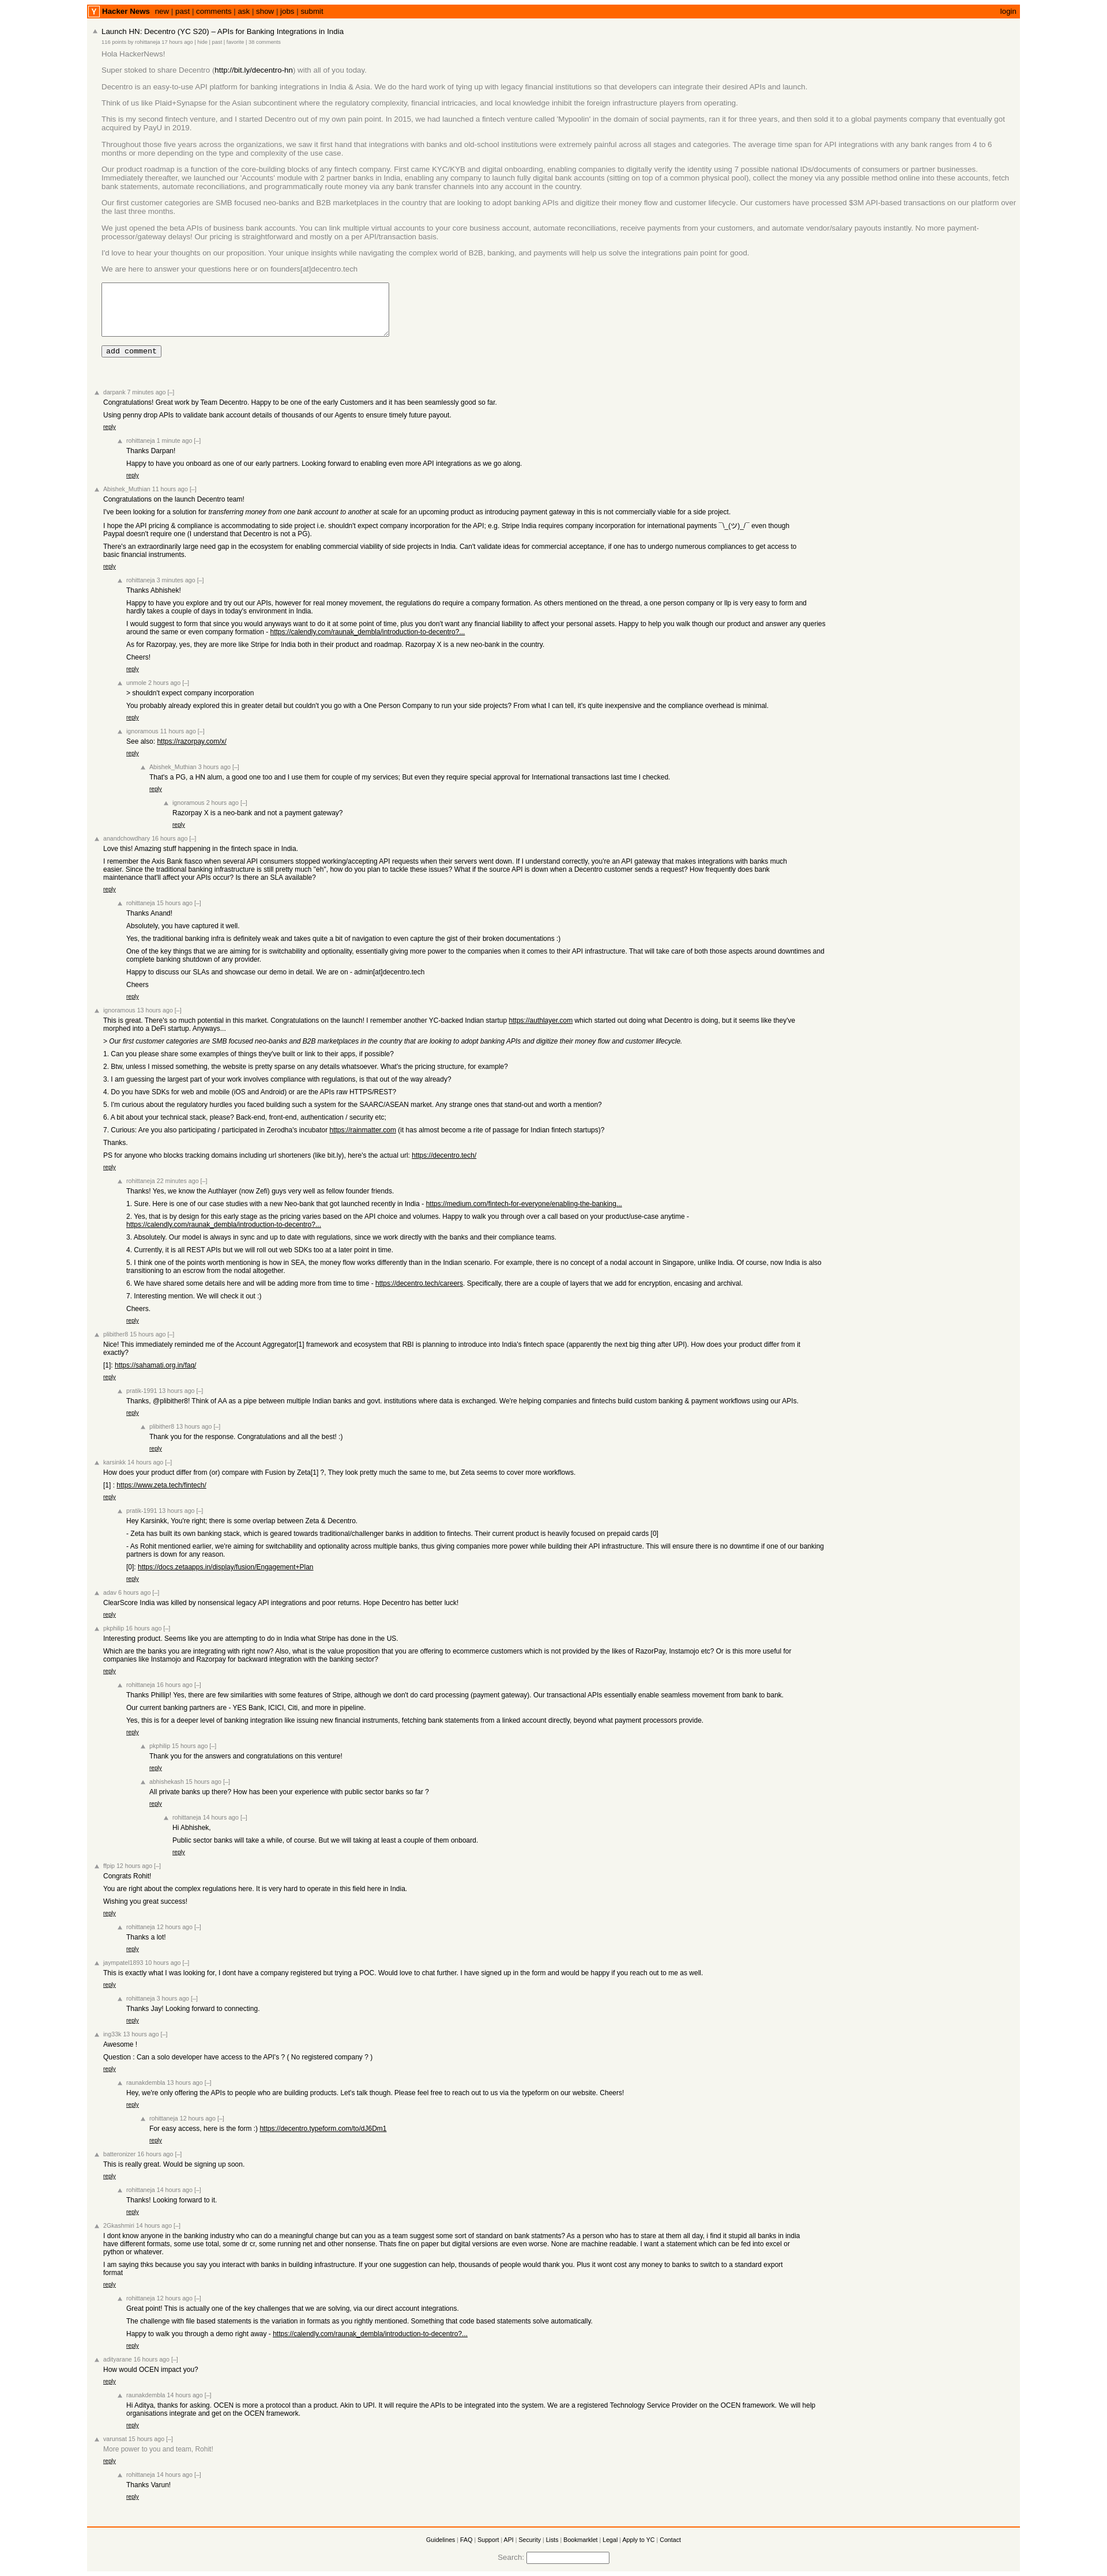 Y Hacker News new | past | comments | ask | show | jobs | submit login
Launch HN: Decentro (YC S20) – APIs for Banking Integrations in India
116 points by rohittaneja 17 hours ago | hide | past | favorite | 38 comments
Hola HackerNews!
Super stoked to share Decentro (http://bit.ly/decentro-hn) with all of you today.
Decentro is an easy-to-use API platform for banking integrations in India & Asia. We do the hard work of tying up with legacy financial institutions so that developers can integrate their desired APIs and launch.
Think of us like Plaid+Synapse for the Asian subcontinent where the regulatory complexity, financial intricacies, and local knowledge inhibit the foreign infrastructure players from operating.
This is my second fintech venture, and I started Decentro out of my own pain point. In 2015, we had launched a fintech venture called 'Mypoolin' in the domain of social payments, ran it for three years, and then sold it to a global payments company that eventually got
acquired by PayU in 2019.
Throughout those five years across the organizations, we saw it first hand that integrations with banks and old-school institutions were extremely painful across all stages and categories. The average time span for API integrations with any bank ranges from 4 to 6
months or more depending on the type and complexity of the use case.
Our product roadmap is a function of the core-building blocks of any fintech company. First came KYC/KYB and digital onboarding, enabling companies to digitally verify the identity using 7 possible national IDs/documents of consumers or partner businesses.
Immediately thereafter, we launched our 'Accounts' module with 2 partner banks in India, enabling any company to launch fully digital bank accounts (sitting on top of a common physical pool), collect the money via any possible method online into these accounts, fetch
bank statements, automate reconciliations, and programmatically route money via any bank transfer channels into any account in the country.
Our first customer categories are SMB focused neo-banks and B2B marketplaces in the country that are looking to adopt banking APIs and digitize their money flow and customer lifecycle. Our customers have processed $3M API-based transactions on our platform over
the last three months.
We just opened the beta APIs of business bank accounts. You can link multiple virtual accounts to your core business account, automate reconciliations, receive payments from your customers, and automate vendor/salary payouts instantly. No more payment-
processor/gateway delays! Our pricing is straightforward and mostly on a per API/transaction basis.
I'd love to hear your thoughts on our proposition. Your unique insights while navigating the complex world of B2B, banking, and payments will help us solve the integrations pain point for good.
We are here to answer your questions here or on founders[at]decentro.tech
add comment
darpank 7 minutes ago [–]
Congratulations! Great work by Team Decentro. Happy to be one of the early Customers and it has been seamlessly good so far.
Using penny drop APIs to validate bank account details of thousands of our Agents to ensure timely future payout.
reply
rohittaneja 1 minute ago [–]
Thanks Darpan!
Happy to have you onboard as one of our early partners. Looking forward to enabling even more API integrations as we go along.
reply
Abishek_Muthian 11 hours ago [–]
Congratulations on the launch Decentro team!
I've been looking for a solution for transferring money from one bank account to another at scale for an upcoming product as introducing payment gateway in this is not commercially viable for a side project.
I hope the API pricing & compliance is accommodating to side project i.e. shouldn't expect company incorporation for the API; e.g. Stripe India requires company incorporation for international payments ¯\_(ツ)_/¯ even though
Paypal doesn't require one (I understand that Decentro is not a PG).
There's an extraordinarily large need gap in the ecosystem for enabling commercial viability of side projects in India. Can't validate ideas for commercial acceptance, if one has to undergo numerous compliances to get access to
basic financial instruments.
reply
rohittaneja 3 minutes ago [–]
Thanks Abhishek!
Happy to have you explore and try out our APIs, however for real money movement, the regulations do require a company formation. As others mentioned on the thread, a one person company or llp is very easy to form and
hardly takes a couple of days in today's environment in India.
I would suggest to form that since you would anyways want to do it at some point of time, plus you don't want any financial liability to affect your personal assets. Happy to help you walk though our product and answer any queries
around the same or even company formation - https://calendly.com/raunak_dembla/introduction-to-decentro?...
As for Razorpay, yes, they are more like Stripe for India both in their product and roadmap. Razorpay X is a new neo-bank in the country.
Cheers!
reply
unmole 2 hours ago [–]
> shouldn't expect company incorporation
You probably already explored this in greater detail but couldn't you go with a One Person Company to run your side projects? From what I can tell, it's quite inexpensive and the compliance overhead is minimal.
reply
ignoramous 11 hours ago [–]
See also: https://razorpay.com/x/
reply
Abishek_Muthian 3 hours ago [–]
That's a PG, a HN alum, a good one too and I use them for couple of my services; But even they require special approval for International transactions last time I checked.
reply
ignoramous 2 hours ago [–]
Razorpay X is a neo-bank and not a payment gateway?
reply
anandchowdhary 16 hours ago [–]
Love this! Amazing stuff happening in the fintech space in India.
I remember the Axis Bank fiasco when several API consumers stopped working/accepting API requests when their servers went down. If I understand correctly, you're an API gateway that makes integrations with banks much
easier. Since the traditional banking infrastructure is still pretty much "eh", how do you plan to tackle these issues? What if the source API is down when a Decentro customer sends a request? How frequently does bank
maintenance that'll affect your APIs occur? Is there an SLA available?
reply
rohittaneja 15 hours ago [–]
Thanks Anand!
Absolutely, you have captured it well.
Yes, the traditional banking infra is definitely weak and takes quite a bit of navigation to even capture the gist of their broken documentations :)
One of the key things that we are aiming for is switchability and optionality, essentially giving more power to the companies when it comes to their API infrastructure. That will take care of both those aspects around downtimes and
complete banking shutdown of any provider.
Happy to discuss our SLAs and showcase our demo in detail. We are on - admin[at]decentro.tech
Cheers
reply
ignoramous 13 hours ago [–]
This is great. There's so much potential in this market. Congratulations on the launch! I remember another YC-backed Indian startup https://authlayer.com which started out doing what Decentro is doing, but it seems like they've
morphed into a DeFi startup. Anyways...
> Our first customer categories are SMB focused neo-banks and B2B marketplaces in the country that are looking to adopt banking APIs and digitize their money flow and customer lifecycle.
1. Can you please share some examples of things they've built or link to their apps, if possible?
2. Btw, unless I missed something, the website is pretty sparse on any details whatsoever. What's the pricing structure, for example?
3. I am guessing the largest part of your work involves compliance with regulations, is that out of the way already?
4. Do you have SDKs for web and mobile (iOS and Android) or are the APIs raw HTTPS/REST?
5. I'm curious about the regulatory hurdles you faced building such a system for the SAARC/ASEAN market. Any strange ones that stand-out and worth a mention?
6. A bit about your technical stack, please? Back-end, front-end, authentication / security etc;
7. Curious: Are you also participating / participated in Zerodha's incubator https://rainmatter.com (it has almost become a rite of passage for Indian fintech startups)?
Thanks.
PS for anyone who blocks tracking domains including url shorteners (like bit.ly), here's the actual url: https://decentro.tech/
reply
rohittaneja 22 minutes ago [–]
Thanks! Yes, we know the Authlayer (now Zefi) guys very well as fellow founder friends.
1. Sure. Here is one of our case studies with a new Neo-bank that got launched recently in India - https://medium.com/fintech-for-everyone/enabling-the-banking...
2. Yes, that is by design for this early stage as the pricing varies based on the API choice and volumes. Happy to walk you through over a call based on your product/use-case anytime -
https://calendly.com/raunak_dembla/introduction-to-decentro?...
3. Absolutely. Our model is always in sync and up to date with regulations, since we work directly with the banks and their compliance teams.
4. Currently, it is all REST APIs but we will roll out web SDKs too at a later point in time.
5. I think one of the points worth mentioning is how in SEA, the money flow works differently than in the Indian scenario. For example, there is no concept of a nodal account in Singapore, unlike India. Of course, now India is also
transitioning to an escrow from the nodal altogether.
6. We have shared some details here and will be adding more from time to time - https://decentro.tech/careers. Specifically, there are a couple of layers that we add for encryption, encasing and archival.
7. Interesting mention. We will check it out :)
Cheers.
reply
plibither8 15 hours ago [–]
Nice! This immediately reminded me of the Account Aggregator[1] framework and ecosystem that RBI is planning to introduce into India's fintech space (apparently the next big thing after UPI). How does your product differ from it
exactly?
[1]: https://sahamati.org.in/faq/
reply
pratik-1991 13 hours ago [–]
Thanks, @plibither8! Think of AA as a pipe between multiple Indian banks and govt. institutions where data is exchanged. We're helping companies and fintechs build custom banking & payment workflows using our APIs.
reply
plibither8 13 hours ago [–]
Thank you for the response. Congratulations and all the best! :)
reply
karsinkk 14 hours ago [–]
How does your product differ from (or) compare with Fusion by Zeta[1] ?, They look pretty much the same to me, but Zeta seems to cover more workflows.
[1] : https://www.zeta.tech/fintech/
reply
pratik-1991 13 hours ago [–]
Hey Karsinkk, You're right; there is some overlap between Zeta & Decentro.
- Zeta has built its own banking stack, which is geared towards traditional/challenger banks in addition to fintechs. Their current product is heavily focused on prepaid cards [0]
- As Rohit mentioned earlier, we're aiming for switchability and optionality across multiple banks, thus giving companies more power while building their API infrastructure. This will ensure there is no downtime if one of our banking
partners is down for any reason.
[0]: https://docs.zetaapps.in/display/fusion/Engagement+Plan
reply
adav 6 hours ago [–]
ClearScore India was killed by nonsensical legacy API integrations and poor returns. Hope Decentro has better luck!
reply
pkphilip 16 hours ago [–]
Interesting product. Seems like you are attempting to do in India what Stripe has done in the US.
Which are the banks you are integrating with right now? Also, what is the value proposition that you are offering to ecommerce customers which is not provided by the likes of RazorPay, Instamojo etc? Or is this more useful for
companies like Instamojo and Razorpay for backward integration with the banking sector?
reply
rohittaneja 16 hours ago [–]
Thanks Phillip! Yes, there are few similarities with some features of Stripe, although we don't do card processing (payment gateway). Our transactional APIs essentially enable seamless movement from bank to bank.
Our current banking partners are - YES Bank, ICICI, Citi, and more in pipeline.
Yes, this is for a deeper level of banking integration like issuing new financial instruments, fetching bank statements from a linked account directly, beyond what payment processors provide.
reply
pkphilip 15 hours ago [–]
Thank you for the answers and congratulations on this venture!
reply
abhishekash 15 hours ago [–]
All private banks up there? How has been your experience with public sector banks so far ?
reply
rohittaneja 14 hours ago [–]
Hi Abhishek,
Public sector banks will take a while, of course. But we will taking at least a couple of them onboard.
reply
ffpip 12 hours ago [–]
Congrats Rohit!
You are right about the complex regulations here. It is very hard to operate in this field here in India.
Wishing you great success!
reply
rohittaneja 12 hours ago [–]
Thanks a lot!
reply
jaympatel1893 10 hours ago [–]
This is exactly what I was looking for, I dont have a company registered but trying a POC. Would love to chat further. I have signed up in the form and would be happy if you reach out to me as well.
reply
rohittaneja 3 hours ago [–]
Thanks Jay! Looking forward to connecting.
reply
ing33k 13 hours ago [–]
Awesome !
Question : Can a solo developer have access to the API's ? ( No registered company ? )
reply
raunakdembla 13 hours ago [–]
Hey, we're only offering the APIs to people who are building products. Let's talk though. Please feel free to reach out to us via the typeform on our website. Cheers!
reply
rohittaneja 12 hours ago [–]
For easy access, here is the form :) https://decentro.typeform.com/to/dJ6Dm1
reply
batteronizer 16 hours ago [–]
This is really great. Would be signing up soon.
reply
rohittaneja 14 hours ago [–]
Thanks! Looking forward to it.
reply
2Gkashmiri 14 hours ago [–]
I dont know anyone in the banking industry who can do a meaningful change but can you as a team suggest some sort of standard on bank statments? As a person who has to stare at them all day, i find it stupid all banks in india
have different formats, some use total, some dr cr, some running net and other nonsense. Thats fine on paper but digital versions are even worse. None are machine readable. I want a statement which can be fed into excel or
python or whatever.
I am saying thks because you say you interact with banks in building infrastructure. If your one suggestion can help, thousands of people would thank you. Plus it wont cost any money to banks to switch to a standard export
format
reply
rohittaneja 12 hours ago [–]
Great point! This is actually one of the key challenges that we are solving, via our direct account integrations.
The challenge with file based statements is the variation in formats as you rightly mentioned. Something that code based statements solve automatically.
Happy to walk you through a demo right away - https://calendly.com/raunak_dembla/introduction-to-decentro?...
reply
adityarane 16 hours ago [–]
How would OCEN impact you?
reply
raunakdembla 14 hours ago [–]
Hi Aditya, thanks for asking. OCEN is more a protocol than a product. Akin to UPI. It will require the APIs to be integrated into the system. We are a registered Technology Service Provider on the OCEN framework. We will help
organisations integrate and get on the OCEN framework.
reply
varunsat 15 hours ago [–]
More power to you and team, Rohit!
reply
rohittaneja 14 hours ago [–]
Thanks Varun!
reply
Guidelines | FAQ | Support | API | Security | Lists | Bookmarklet | Legal | Apply to YC | Contact
Search: